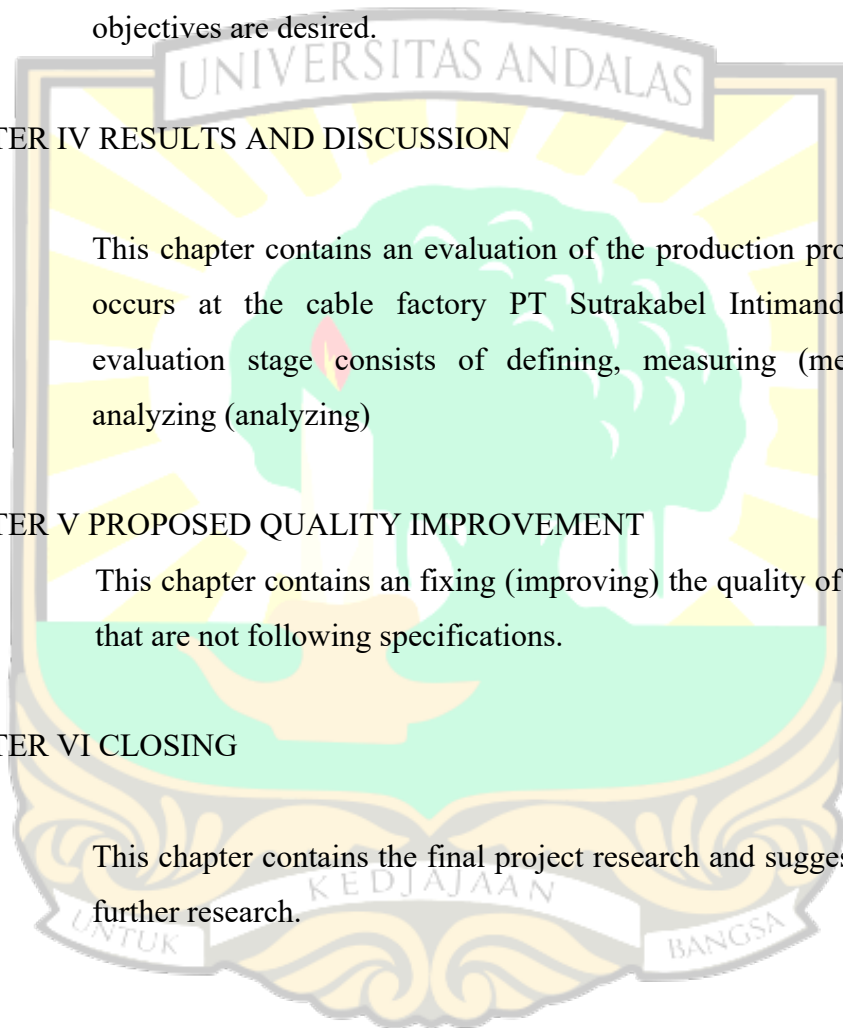 objectives are desired.
UNIVERSITAS ANDALAS
TER IV RESULTS AND DISCUSSION
This chapter contains an evaluation of the production pro
occurs at the cable factory PT Sutrakabel Intimand
evaluation stage consists of defining, measuring (me
analyzing (analyzing)
TER V PROPOSED QUALITY IMPROVEMENT
This chapter contains an fixing (improving) the quality of
that are not following specifications.
TER VI CLOSING
This chapter contains the final project research and sugges
further research.
UNTUK KEDJAJAAN BANGSA